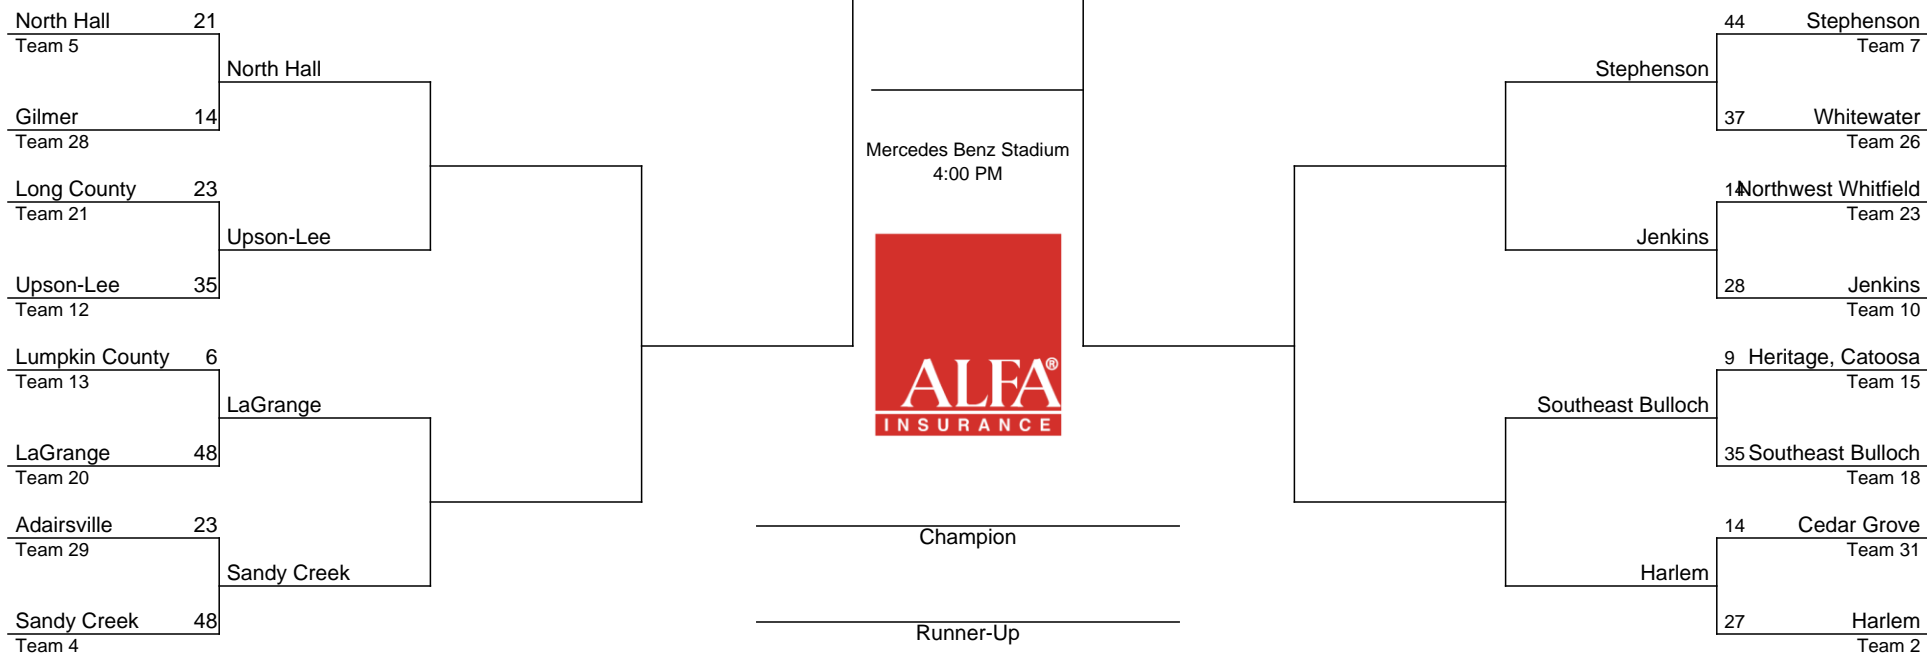 North Hall 21
Team 5
North Hall
Gilmer 14
Team 28
Long County 23
Team 21
Upson-Lee
Upson-Lee 35
Team 12
Lumpkin County 6
Team 13
LaGrange
LaGrange 48
Team 20
Adairsville 23
Team 29
Sandy Creek
Sandy Creek 48
Team 4
Mercedes Benz Stadium
4:00 PM
ALFA®
INSURANCE
Champion
Runner-Up
44 Stephenson
Team 7
Stephenson
37 Whitewater
Team 26
14 Northwest Whitfield
Team 23
Jenkins
28 Jenkins
Team 10
9 Heritage, Catoosa
Team 15
Southeast Bulloch
35 Southeast Bulloch
Team 18
14 Cedar Grove
Team 31
Harlem
27 Harlem
Team 2